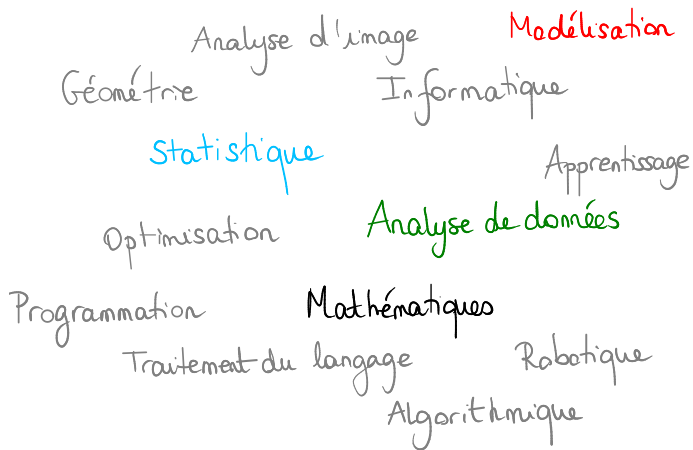 Analyse d'image
Modélisation
Géométrie
Informatique
Statistique
Apprentissage
Optimisation
Analyse de données
Programmation
Mathématiques
Traitement du langage
Robotique
Algorithmique